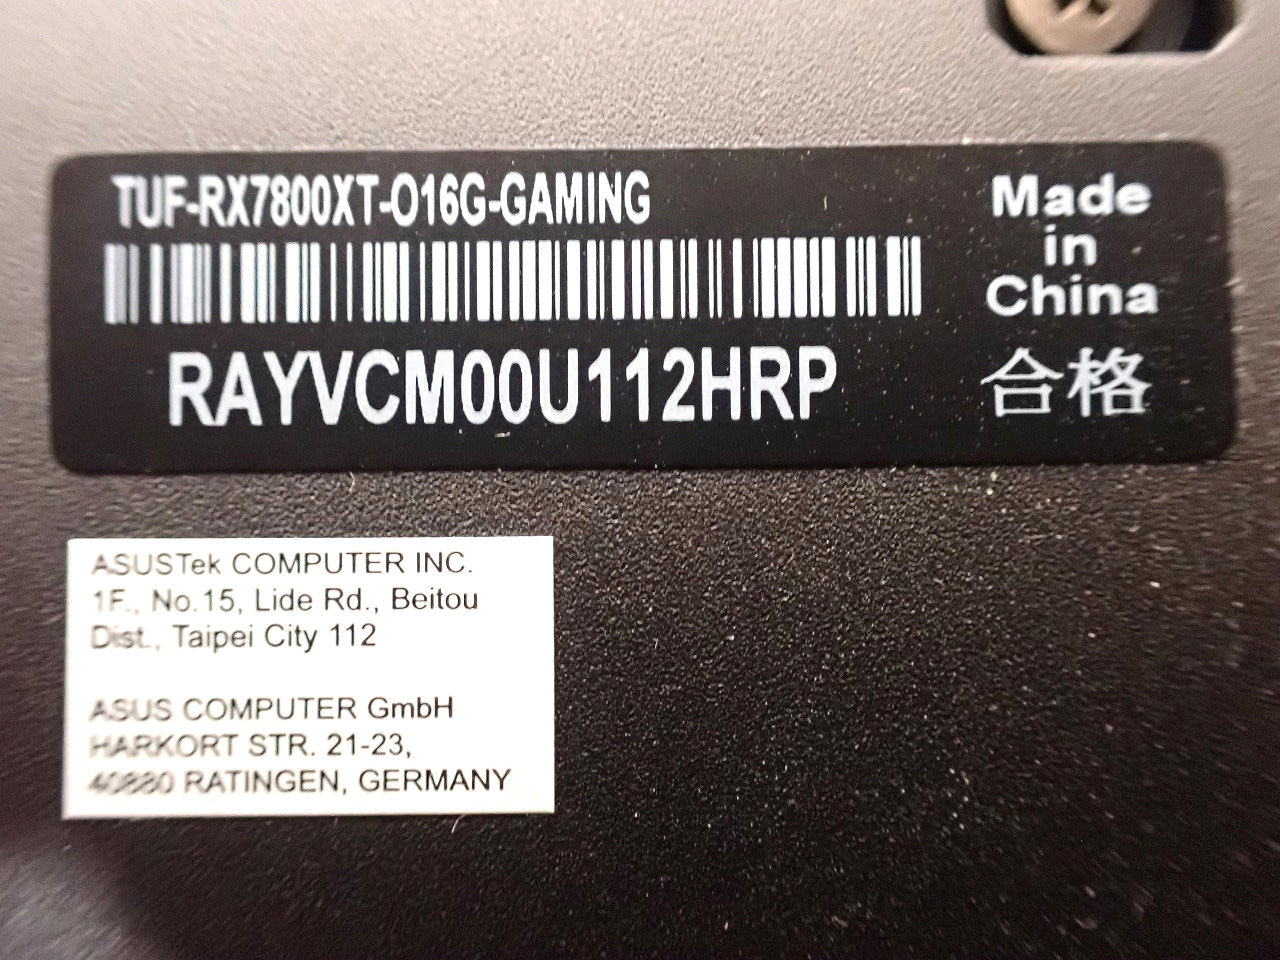 TUF-RX7800XT-O16G-GAMING
RAYVCM00U112HRP
Made
in
China
合格
ASUSTek COMPUTER INC.
1F., No.15, Lide Rd., Beitou
Dist., Taipei City 112
ASUS COMPUTER GmbH
HARKORT STR. 21-23,
40880 RATINGEN, GERMANY